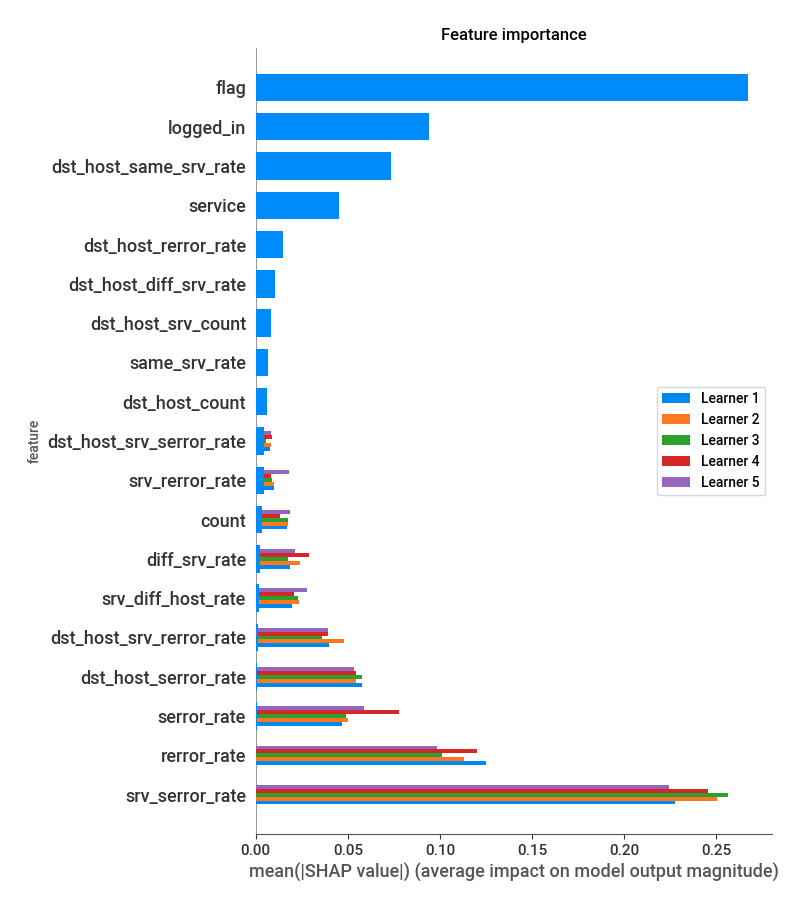 Feature importance
flag
logged_in
dst_host_same_srv_rate
service
dst_host_rerror_rate
dst_host_diff_srv_rate
dst_host_srv_count
same_srv_rate
dst_host_count
dst_host_srv_serror_rate
srv_rerror_rate
count
diff_srv_rate
srv_diff_host_rate
dst_host_srv_rerror_rate
dst_host_serror_rate
serror_rate
rerror_rate
srv_serror_rate
feature
Learner 1
Learner 2
Learner 3
Learner 4
Learner 5
0.00 0.05 0.10 0.15 0.20 0.25
mean(|SHAP value|) (average impact on model output magnitude)